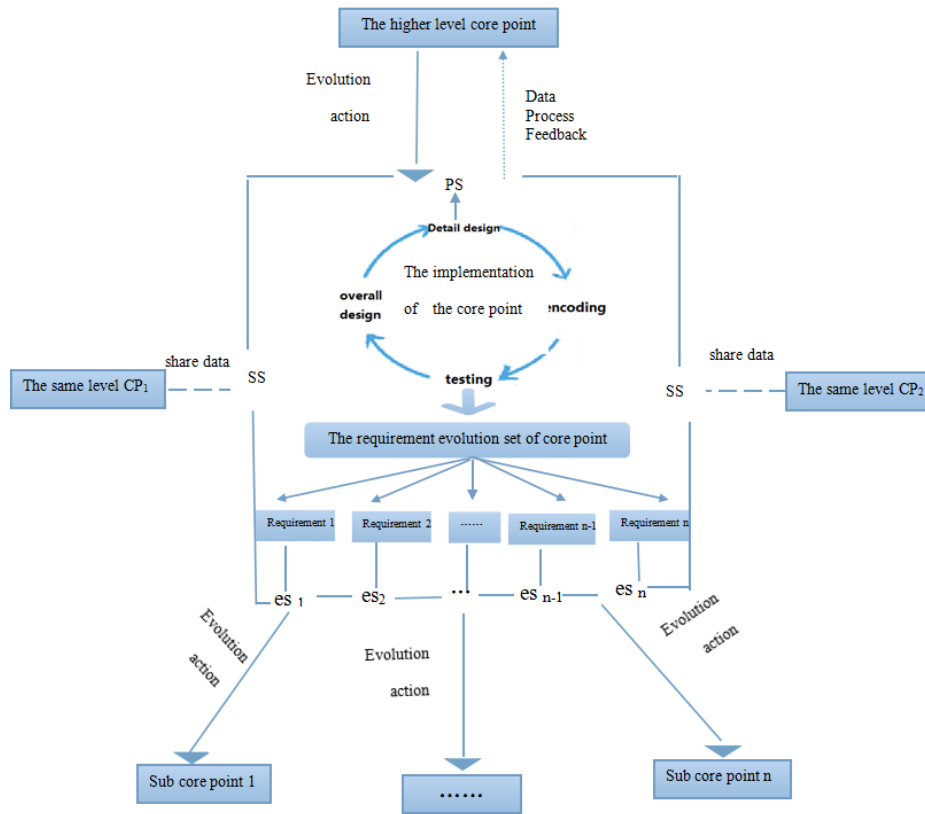 The higher level core point
Evolution
action
Data
Process
Feedback
PS
Detail design
The implementation
of the core point
overall
design
encoding
testing
share data
SS
The same level CP1
share data
SS
The same level CP2
The requirement evolution set of core point
Requirement 1
Requirement 2
......
Requirement n-1
Requirement n
es 1
es2
...
es n-1
es n
Evolution
action
Evolution
action
Evolution
action
Sub core point 1
......
Sub core point n